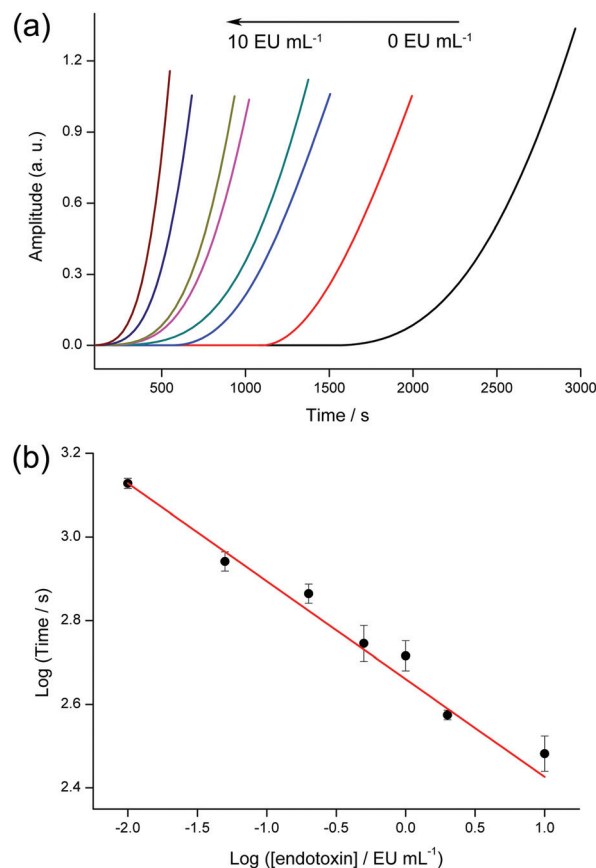 (a)
10 EU mL⁻¹ 0 EU mL⁻¹
Amplitude (a. u.)
1.2
0.9
0.6
0.3
0.0
500 1000 1500 2000 2500 3000
Time / s
(b)
Log (Time / s)
3.2
3.0
2.8
2.6
2.4
-2.0 -1.5 -1.0 -0.5 0.0 0.5 1.0
Log ([endotoxin] / EU mL⁻¹)